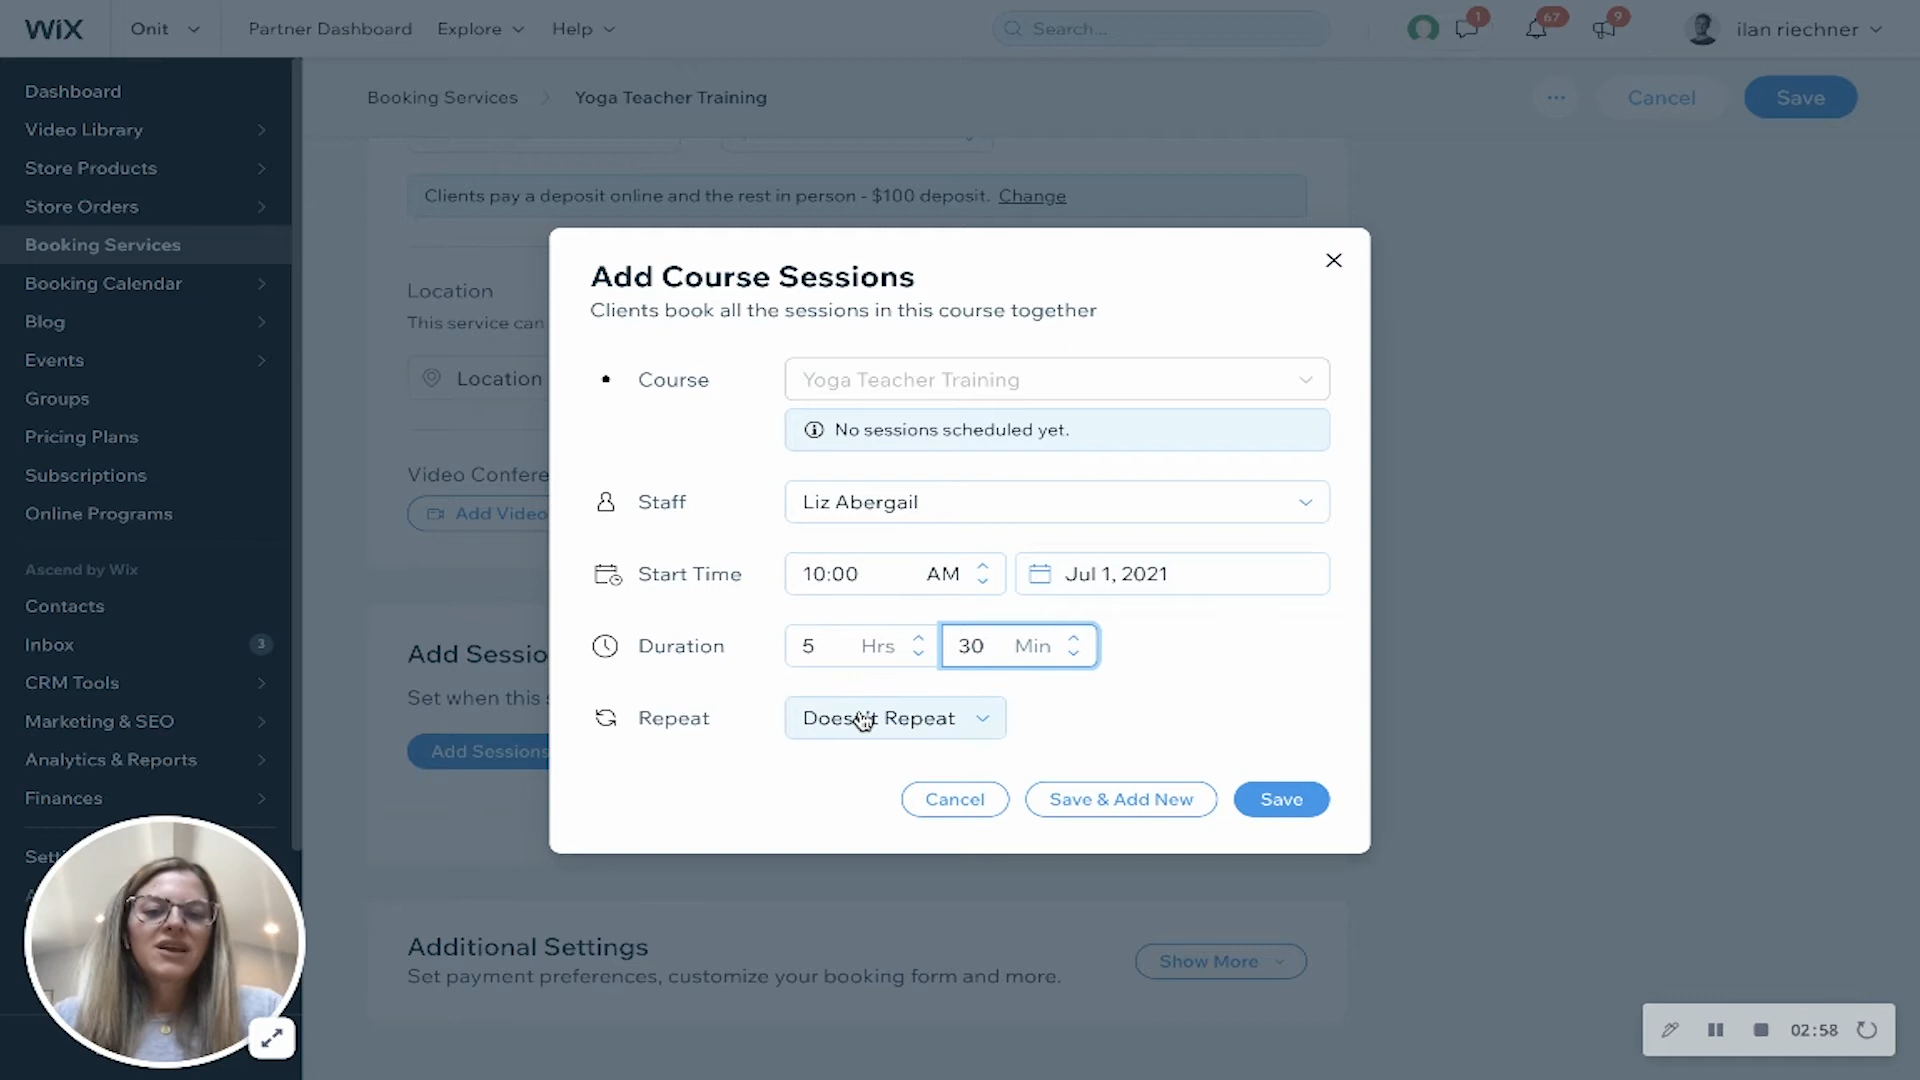 WiX
Onit
Partner Dashboard
Explore
Help
Search...
1
67
9
ilan riechner
Dashboard
Video Library
Store Products
Store Orders
Booking Services
Booking Calendar
Blog
Events
Groups
Pricing Plans
Subscriptions
Online Programs
Ascend by Wix
Contacts
Inbox
3
CRM Tools
Marketing & SEO
Analytics & Reports
Finances
Booking Services
Yoga Teacher Training
... Cancel Save
Clients pay a deposit online and the rest in person - $100 deposit. Change
Location
This service can
Location
Video Confere
Add Video
Add Sessio
Set when this
Add Sessions
Add Course Sessions
Clients book all the sessions in this course together
Course
Yoga Teacher Training
No sessions scheduled yet.
Staff
Liz Abergail
Start Time
10:00 AM
Jul 1, 2021
Duration
5 Hrs
30 Min
Repeat
Doesn't Repeat
Cancel
Save & Add New
Save
Additional Settings
Set payment preferences, customize your booking form and more.
Show More
02:58